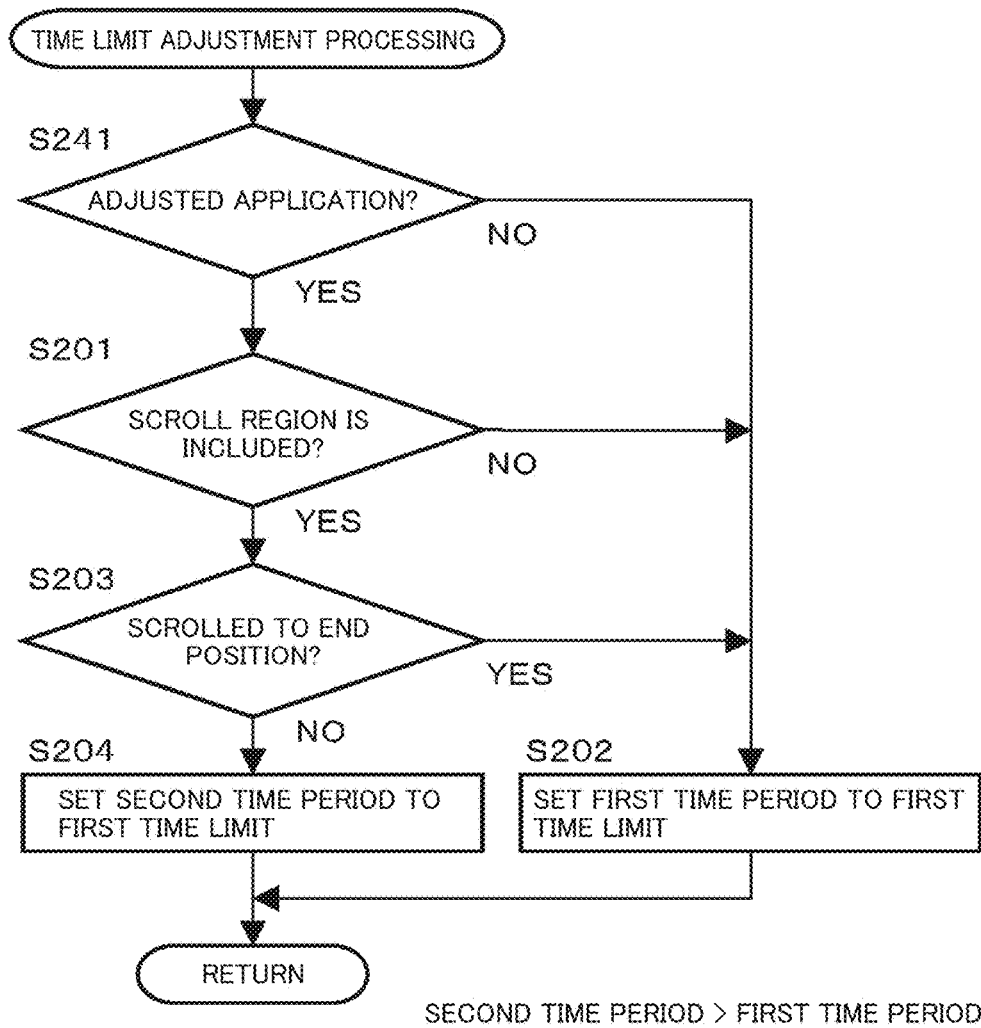 TIME LIMIT ADJUSTMENT PROCESSING
S241
ADJUSTED APPLICATION?
NO
YES
S201
SCROLL REGION IS
INCLUDED?
NO
YES
S203
SCROLLED TO END
POSITION?
YES
NO
S204
SET SECOND TIME PERIOD TO
FIRST TIME LIMIT
S202
SET FIRST TIME PERIOD TO FIRST
TIME LIMIT
RETURN
SECOND TIME PERIOD > FIRST TIME PERIOD